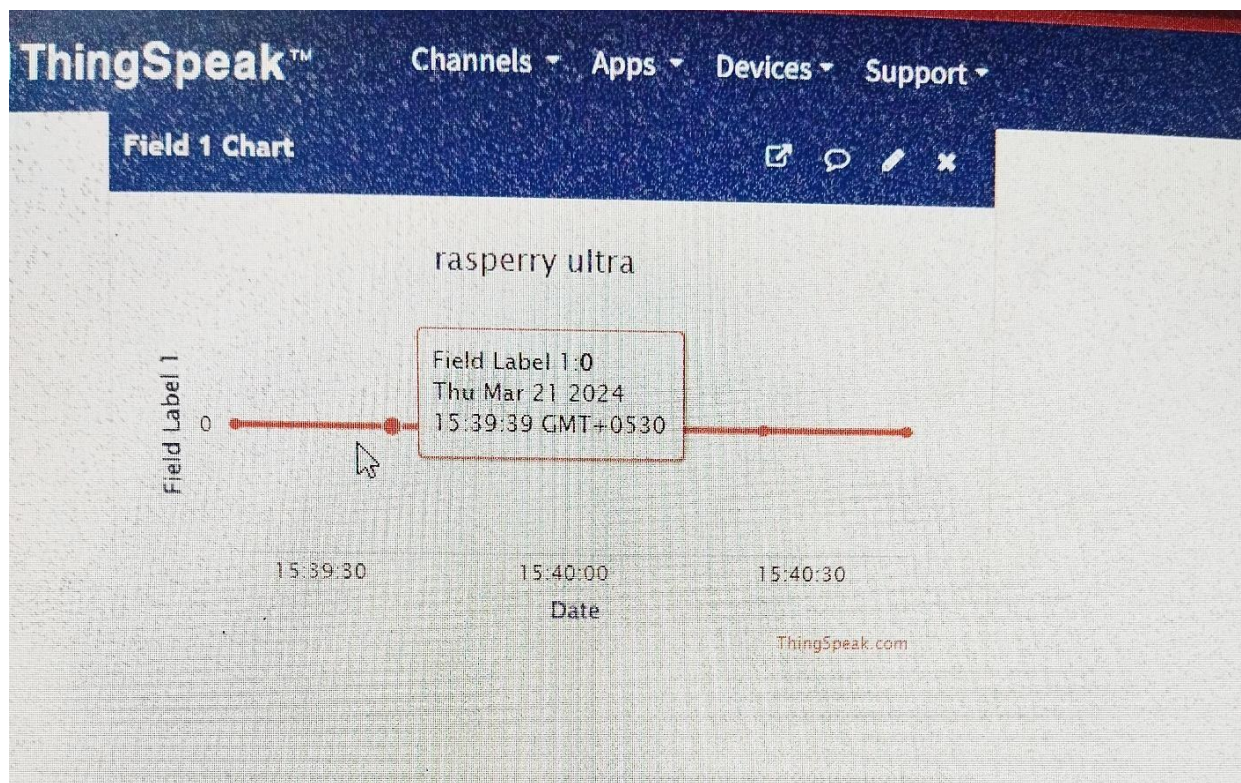 ThingSpeak™ Channels Apps Devices Support
Field 1 Chart
rasperry ultra
Field Label 1
0
Field Label 1:0
Thu Mar 21 2024
15:39:39 GMT+0530
15:39:30 15:40:00 15:40:30
Date
ThingSpeak.com